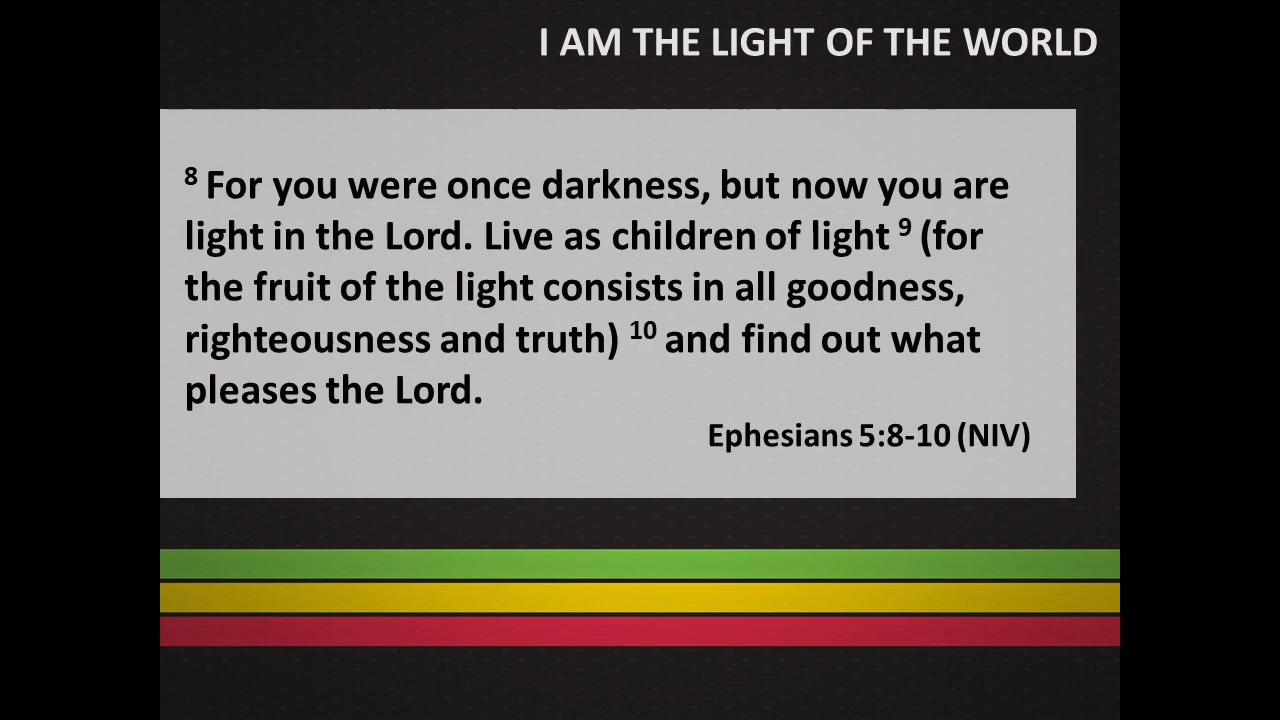 I AM THE LIGHT OF THE WORLD
8 For you were once darkness, but now you are
light in the Lord. Live as children of light 9 (for
the fruit of the light consists in all goodness,
righteousness and truth) 10 and find out what
pleases the Lord.
Ephesians 5:8-10 (NIV)